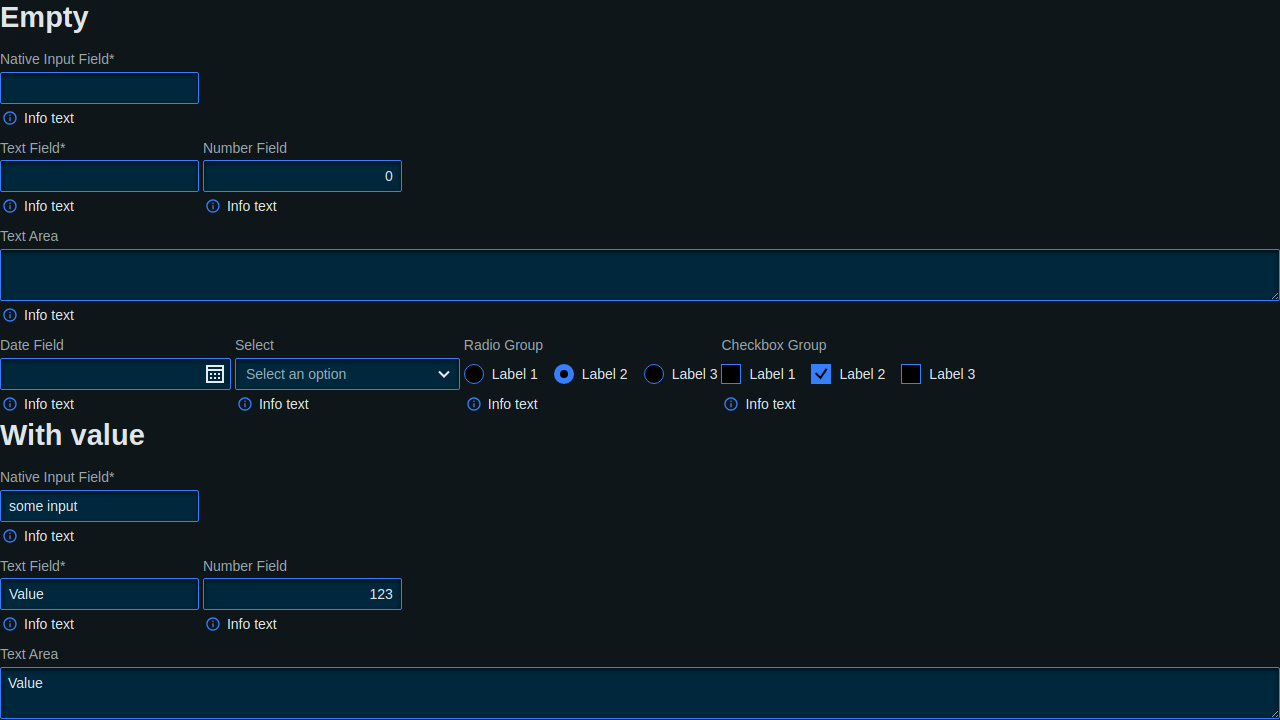 Empty
Native Input Field*
Info text
Text Field* Number Field
0
Info text Info text
Text Area
Info text
Date Field Select Radio Group Checkbox Group
Select an option Label 1 Label 2 Label 3 Label 1 Label 2 Label 3
Info text Info text Info text Info text
With value
Native Input Field*
some input
Info text
Text Field* Number Field
Value 123
Info text Info text
Text Area
Value